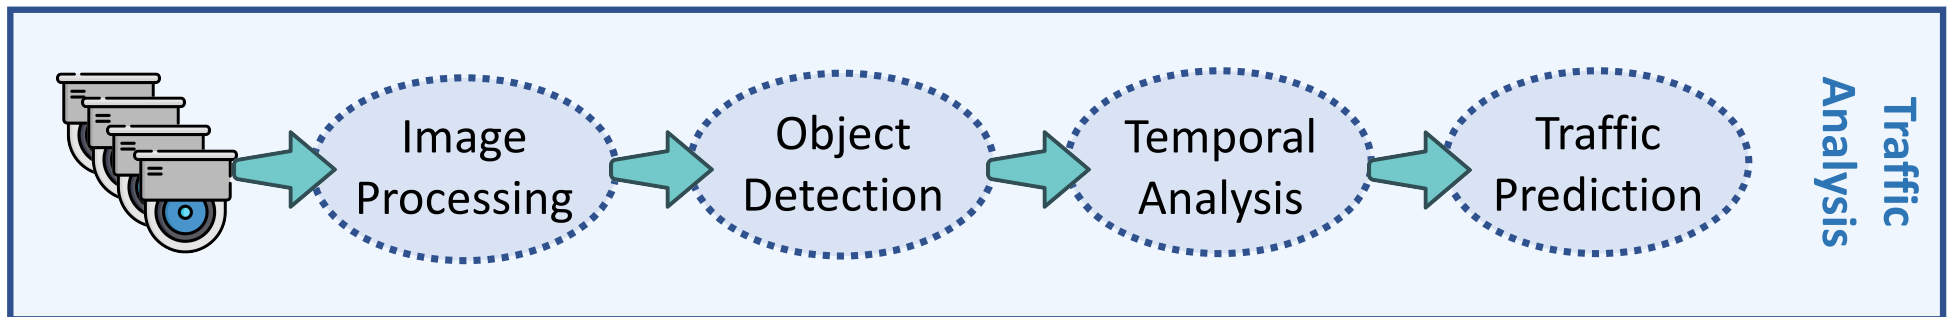 Image
Processing
Object
Detection
Temporal
Analysis
Traffic
Prediction
Traffic
Analysis